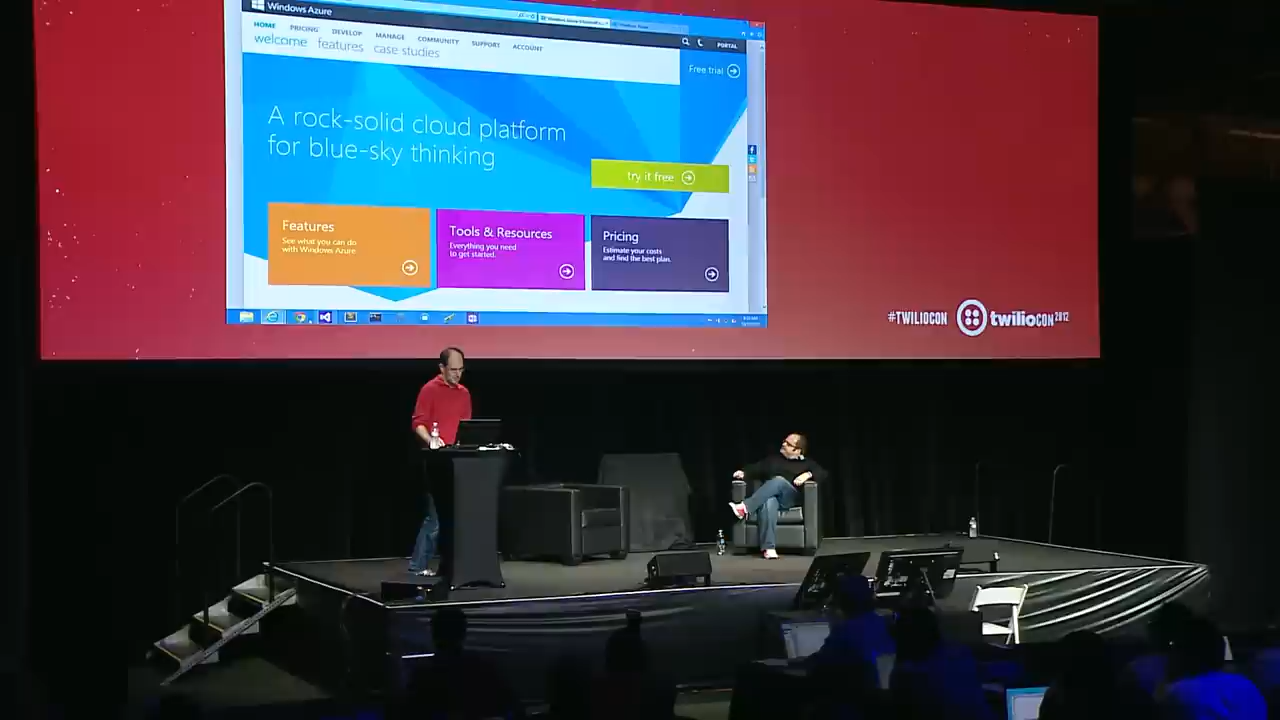 Windows Azure
HOME PRICING DEVELOP MANAGE COMMUNITY SUPPORT ACCOUNT
PORTAL
welcome features case studies
Free trial
A rock-solid cloud platform
for blue-sky thinking
try it free
Features
See what you can do
with Windows Azure
Tools & Resources
Everything you need
to get started.
Pricing
Estimate your costs
and find the best plan.
#TWILIOCON
twilioCON 2012